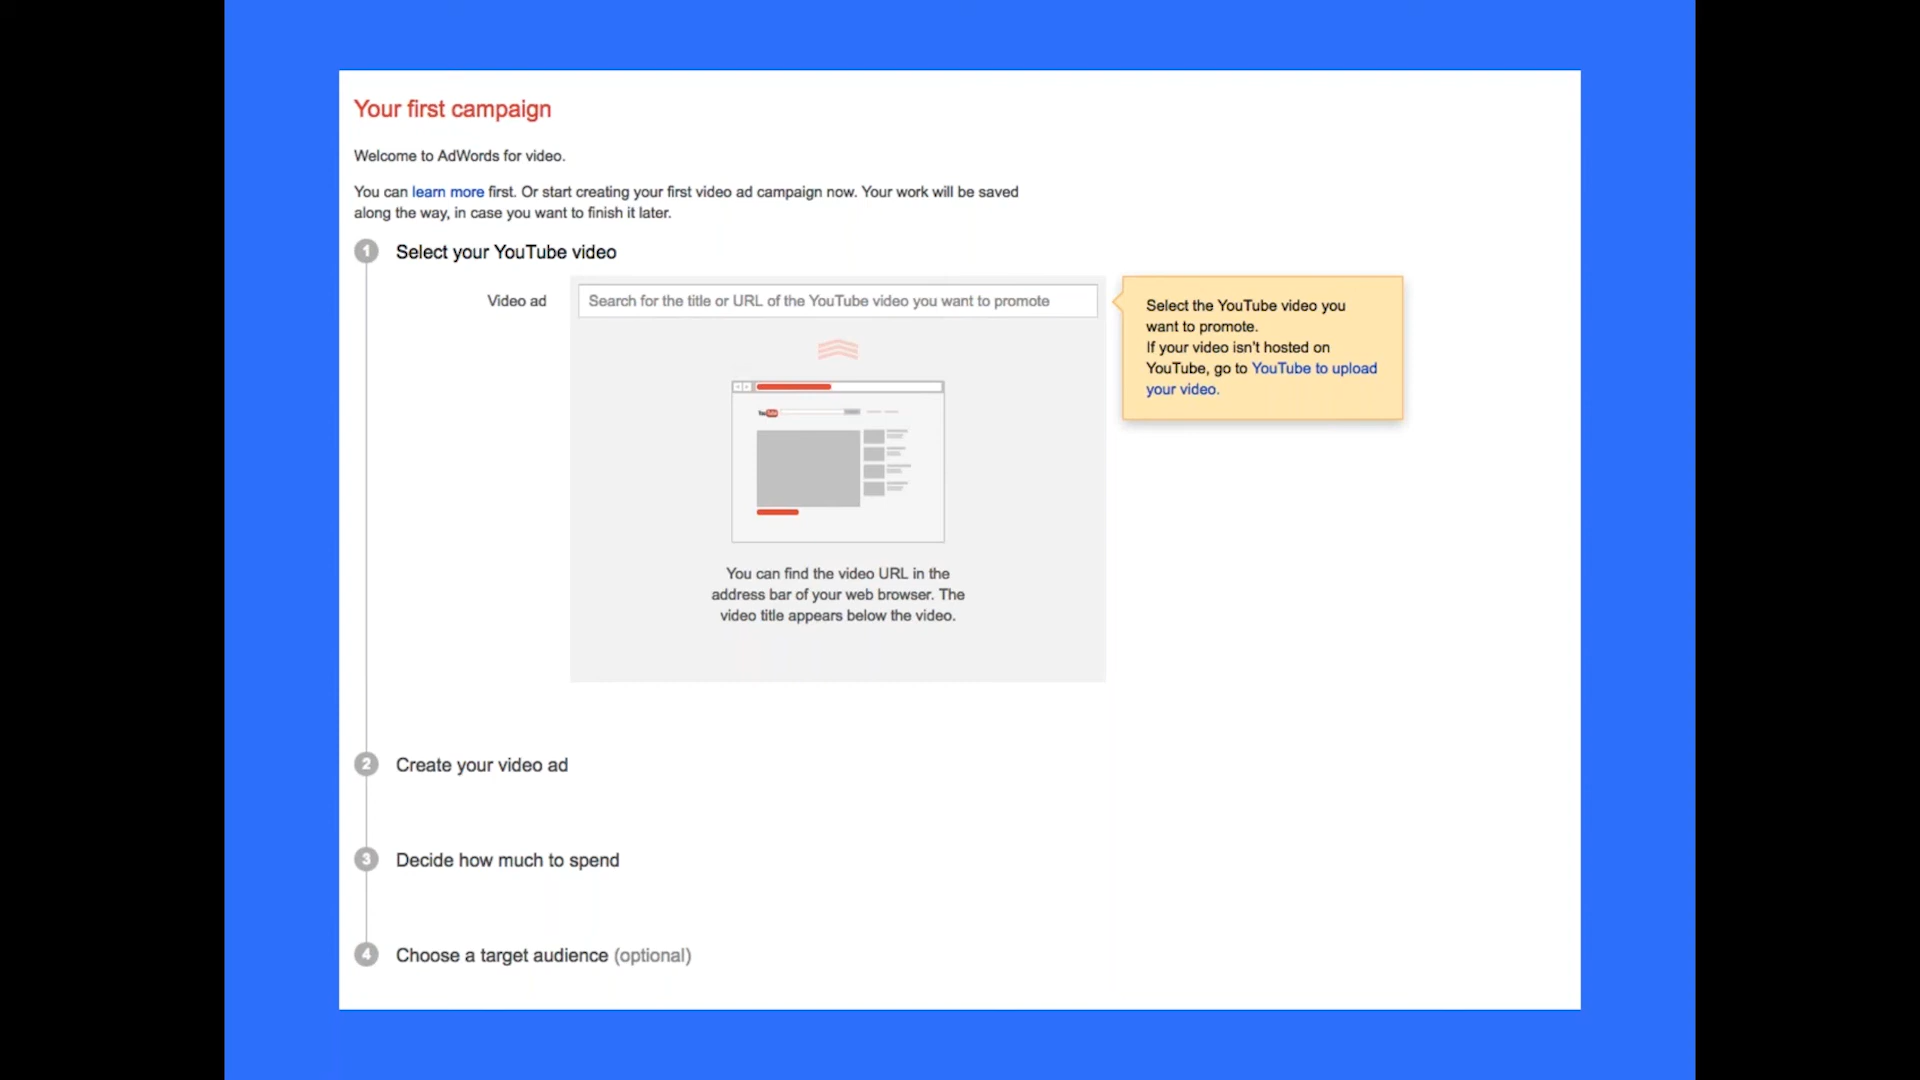 Your first campaign
Welcome to AdWords for video.
You can learn more first. Or start creating your first video ad campaign now. Your work will be saved
along the way, in case you want to finish it later.
1 Select your YouTube video
Video ad
Search for the title or URL of the YouTube video you want to promote
Select the YouTube video you
want to promote.
If your video isn't hosted on
YouTube, go to YouTube to upload
your video.
YouTube
You can find the video URL in the
address bar of your web browser. The
video title appears below the video.
2 Create your video ad
3 Decide how much to spend
4 Choose a target audience (optional)